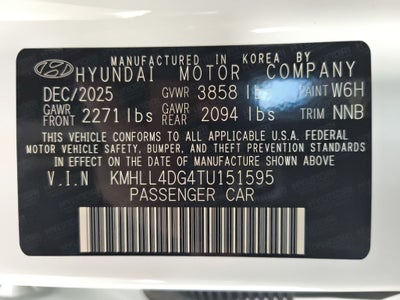 MANUFACTURED IN KOREA BY
HYUNDAI MOTOR COMPANY
DEC/2025 GVWR 3858 lbs PAINT W6H
GAWR FRONT 2271 lbs GAWR REAR 2094 lbs TRIM NNB
THIS VEHICLE CONFORMS TO ALL APPLICABLE U.S.A. FEDERAL
MOTOR VEHICLE SAFETY, BUMPER, AND THEFT PREVENTION STANDARDS
IN EFFECT ON THE DATE OF MANUFACTURE SHOWN ABOVE.
V.I.N KMHLL4DG4TU151595
PASSENGER CAR